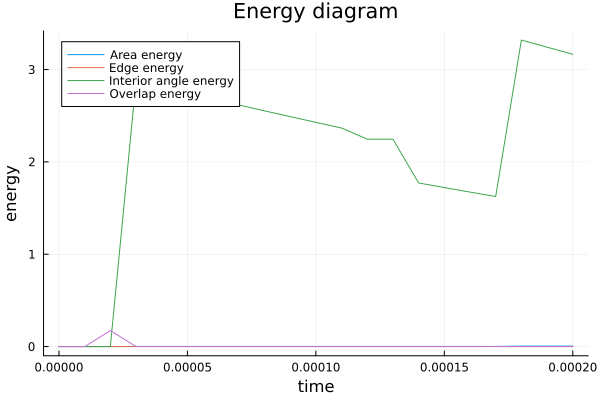 Energy diagram
Area energy
Edge energy
Interior angle energy
Overlap energy
3
2
1
0
energy
0.00000
0.00005
0.00010
0.00015
0.00020
time